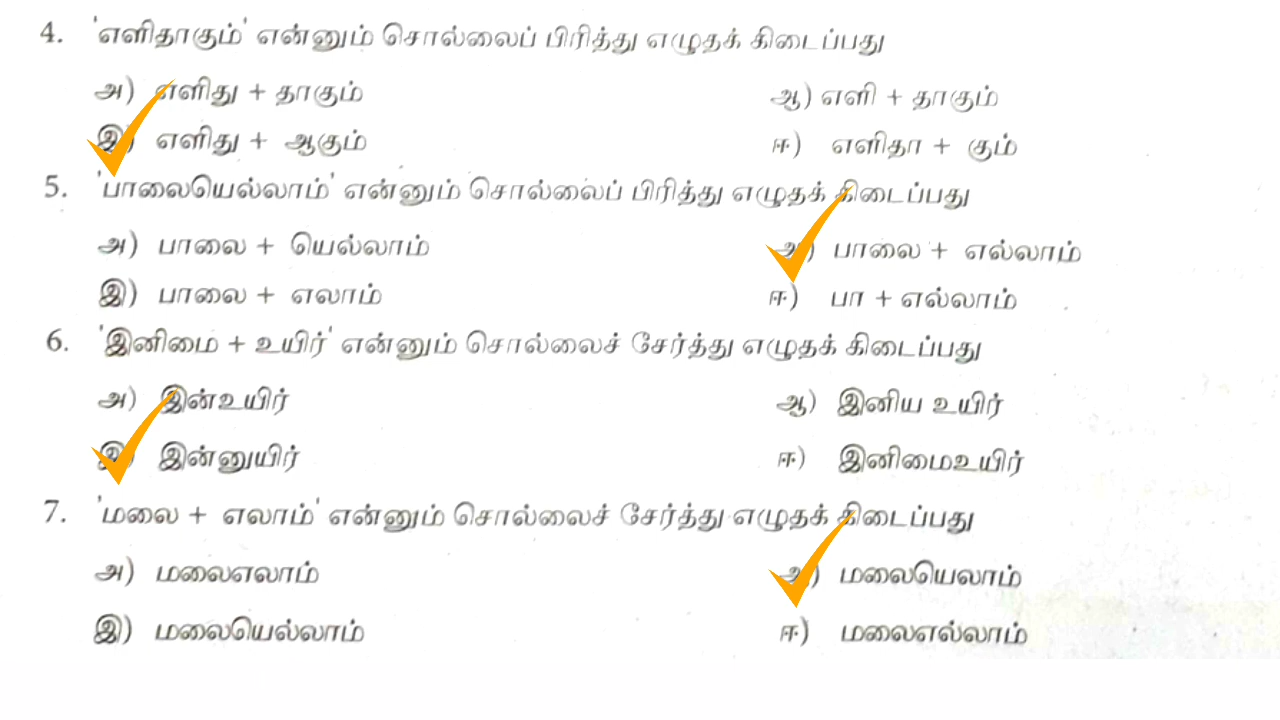 4. 'எளிதாகும்' என்னும் சொல்லைப் பிரித்து எழுதக் கிடைப்பது
அ) எளிது + தாகும் ஆ) எளி + தாகும்
இ) எளிது + ஆகும் ஈ) எளிதா + கும்
5. 'பாலையெல்லாம்' என்னும் சொல்லைப் பிரித்து எழுதக் கிடைப்பது
அ) பாலை + யெல்லாம் ஆ) பாலை + எல்லாம்
இ) பாலை + எலாம் ஈ) பா + எல்லாம்
6. 'இனிமை + உயிர்' என்னும் சொல்லைச் சேர்த்து எழுதக் கிடைப்பது
அ) இன்உயிர் ஆ) இனிய உயிர்
இ) இன்னுயிர் ஈ) இனிமைஉயிர்
7. 'மலை + எலாம்' என்னும் சொல்லைச் சேர்த்து எழுதக் கிடைப்பது
அ) மலைஎலாம் ஆ) மலையெலாம்
இ) மலையெல்லாம் ஈ) மலைஎல்லாம்